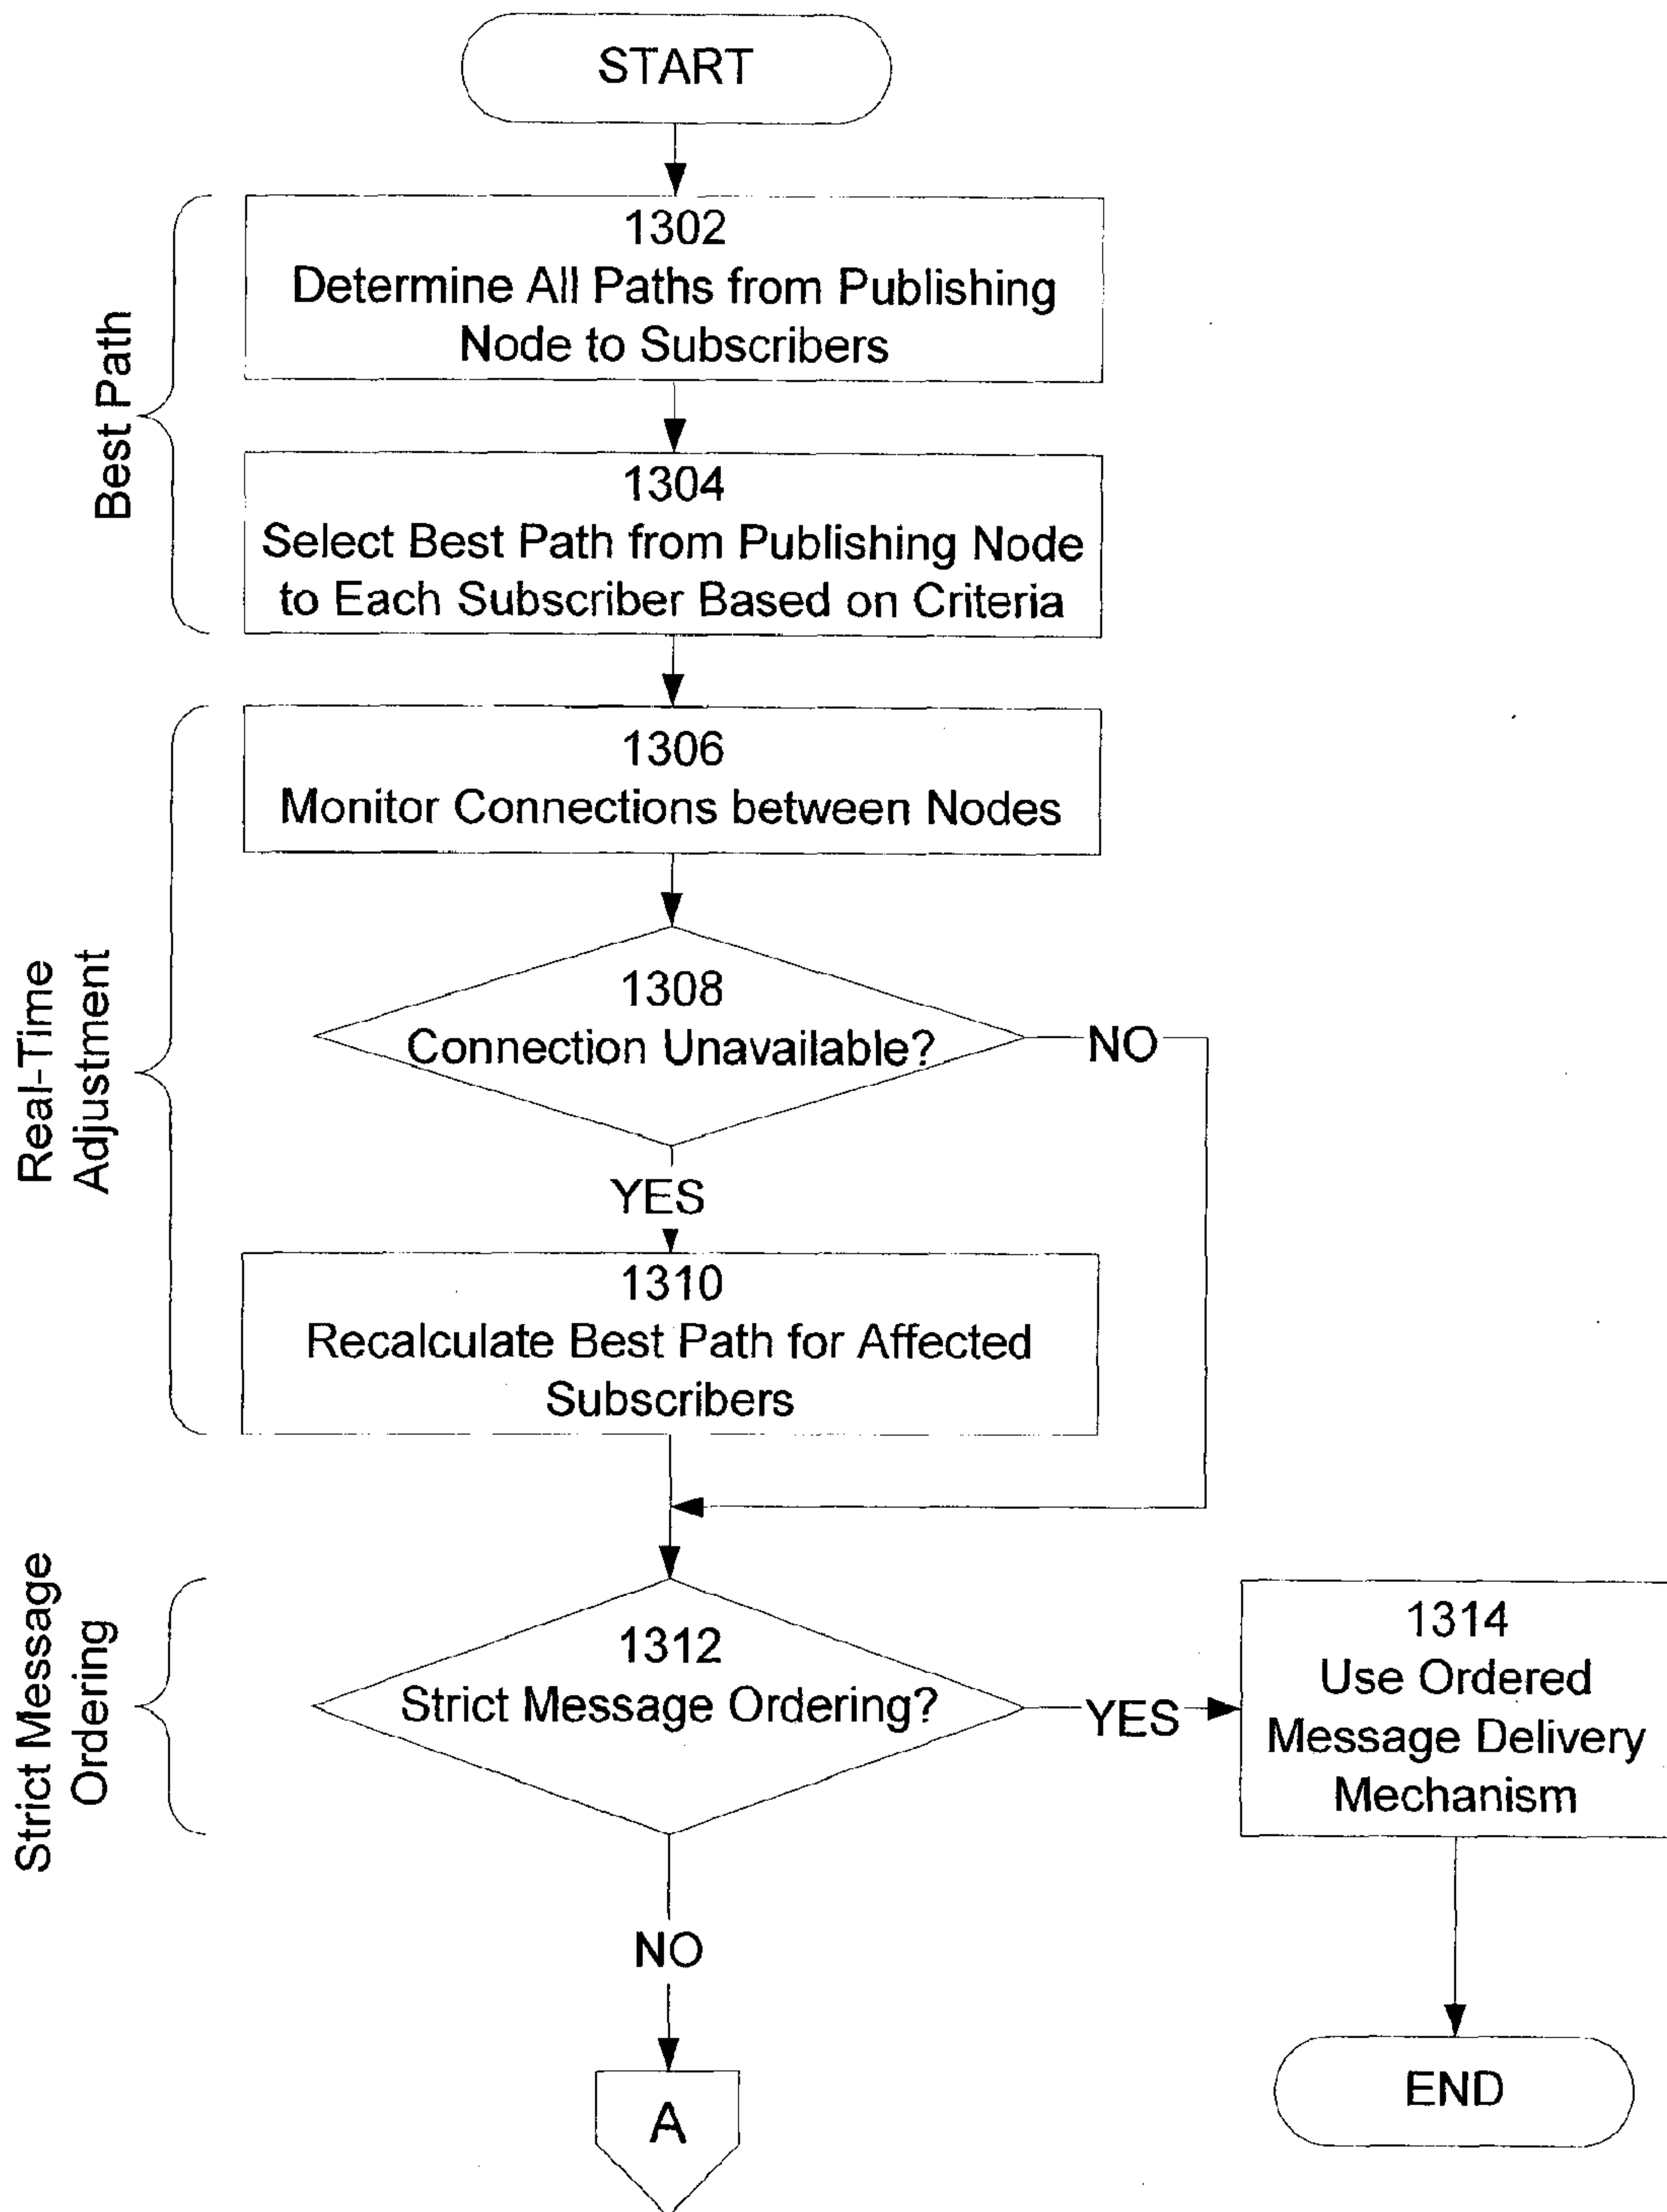 START
Best Path
1302
Determine All Paths from Publishing
Node to Subscribers
1304
Select Best Path from Publishing Node
to Each Subscriber Based on Criteria
Real-Time
Adjustment
1306
Monitor Connections between Nodes
1308
Connection Unavailable?
NO
YES
1310
Recalculate Best Path for Affected
Subscribers
Strict Message
Ordering
1312
Strict Message Ordering?
YES
1314
Use Ordered
Message Delivery
Mechanism
NO
A
END